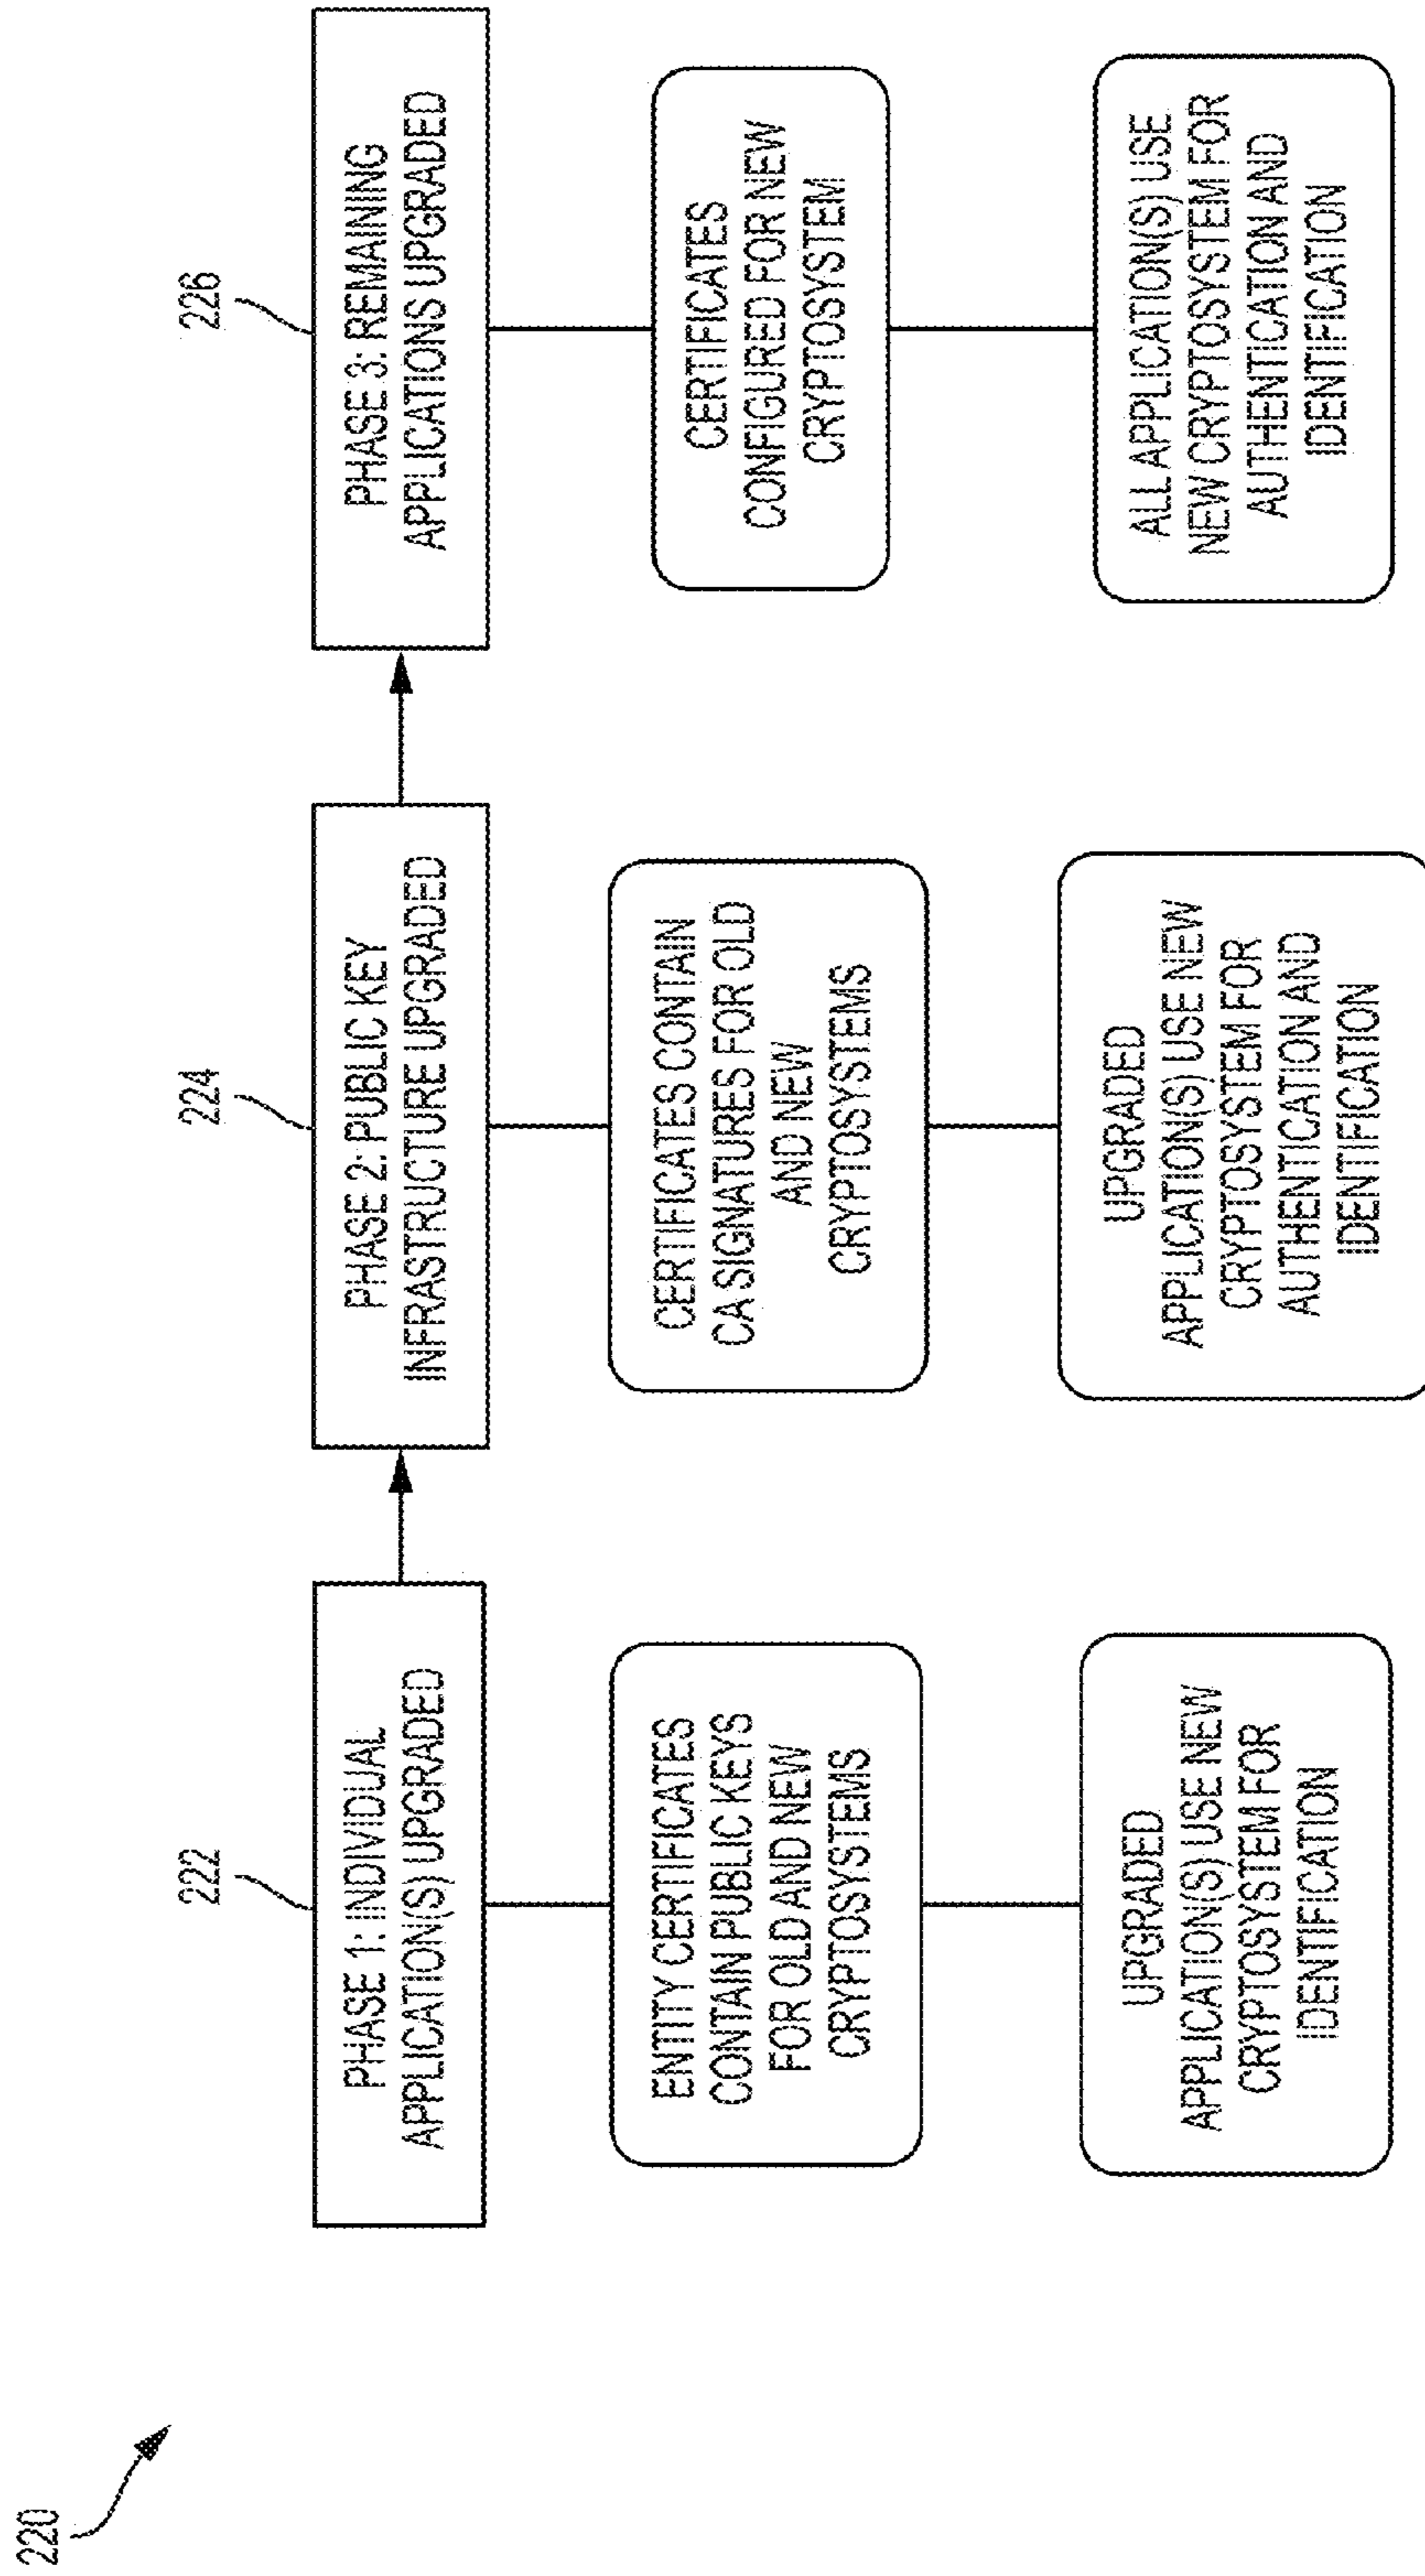 220
222
PHASE 1: INDIVIDUAL
APPLICATION(S) UPGRADED
ENTITY CERTIFICATES
CONTAIN PUBLIC KEYS
FOR OLD AND NEW
CRYPTOSYSTEMS
UPGRADED
APPLICATION(S) USE NEW
CRYPTOSYSTEM FOR
IDENTIFICATION
224
PHASE 2: PUBLIC KEY
INFRASTRUCTURE UPGRADED
CERTIFICATES CONTAIN
CA SIGNATURES FOR OLD
AND NEW
CRYPTOSYSTEMS
UPGRADED
APPLICATION(S) USE NEW
CRYPTOSYSTEM FOR
AUTHENTICATION AND
IDENTIFICATION
226
PHASE 3: REMAINING
APPLICATIONS UPGRADED
CERTIFICATES
CONFIGURED FOR NEW
CRYPTOSYSTEM
ALL APPLICATION(S) USE
NEW CRYPTOSYSTEM FOR
AUTHENTICATION AND
IDENTIFICATION